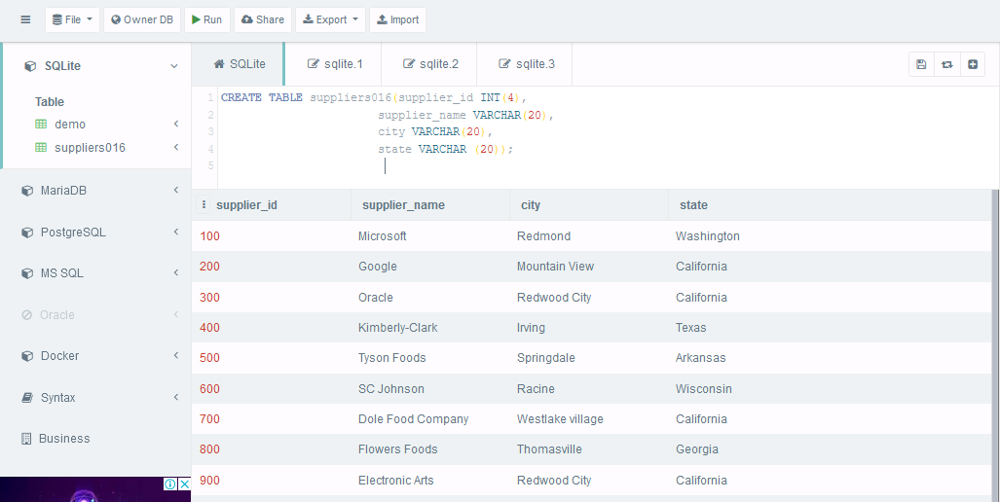 File Owner DB Run Share Export Import
SQLite
Table
demo
suppliers016
MariaDB
PostgreSQL
MS SQL
Oracle
Docker
Syntax
Business
SQLite sqlite.1 sqlite.2 sqlite.3
1 CREATE TABLE suppliers016(supplier_id INT(4),
2 supplier_name VARCHAR(20),
3 city VARCHAR(20),
4 state VARCHAR (20));
5
supplier_id supplier_name city state
100 Microsoft Redmond Washington
200 Google Mountain View California
300 Oracle Redwood City California
400 Kimberly-Clark Irving Texas
500 Tyson Foods Springdale Arkansas
600 SC Johnson Racine Wisconsin
700 Dole Food Company Westlake village California
800 Flowers Foods Thomasville Georgia
900 Electronic Arts Redwood City California